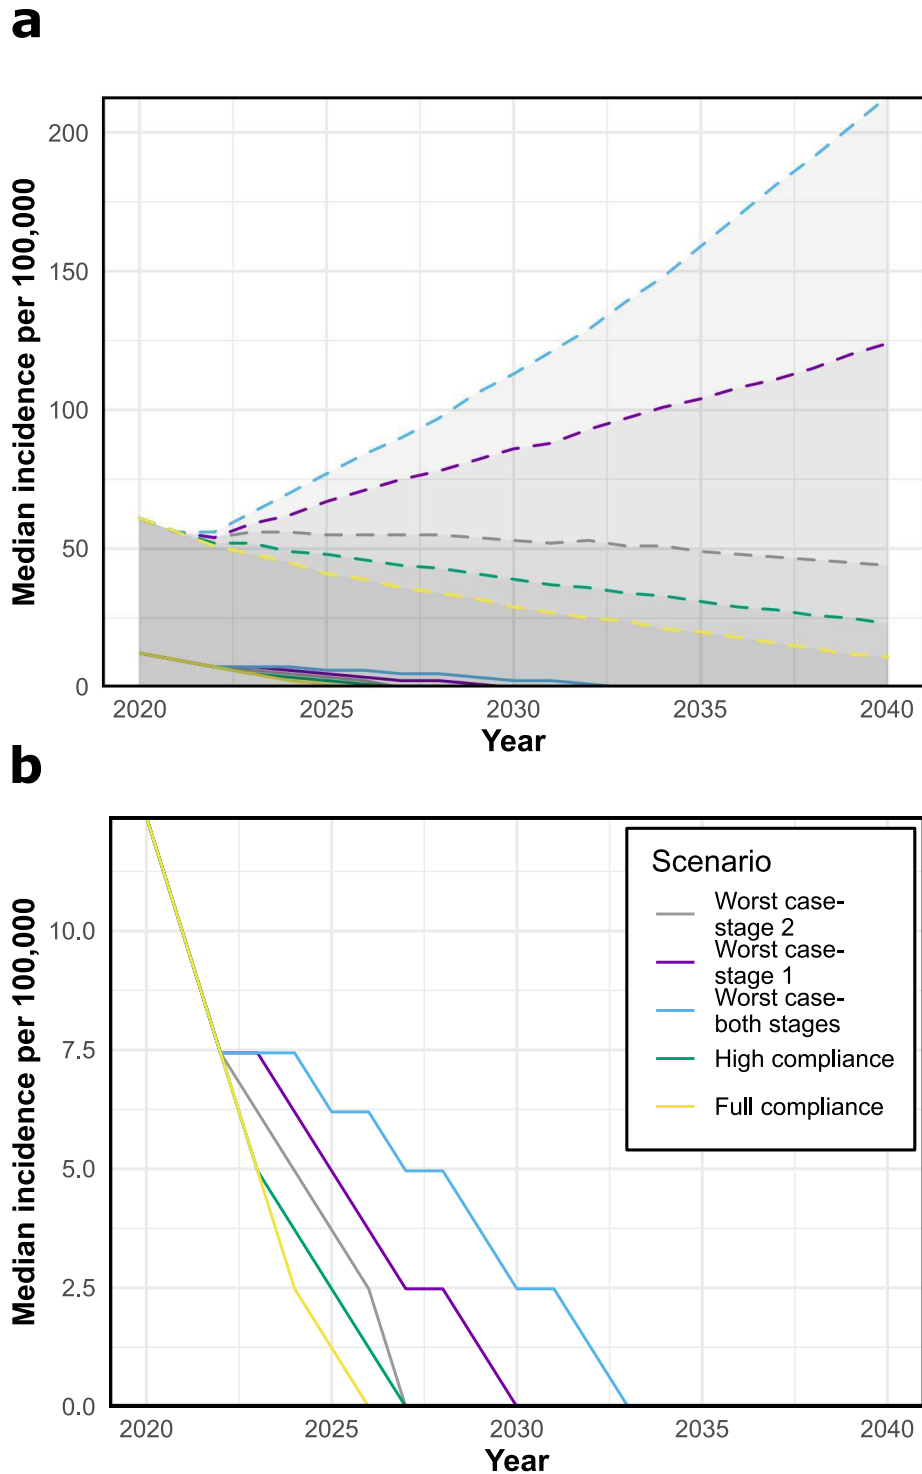 a
Median incidence per 100,000
200
150
100
50
0
2020
2025
2030
2035
2040
Year
b
Median incidence per 100,000
10.0
7.5
5.0
2.5
0.0
Scenario
Worst case-
stage 2
Worst case-
stage 1
Worst case-
both stages
High compliance
Full compliance
2020
2025
2030
2035
2040
Year